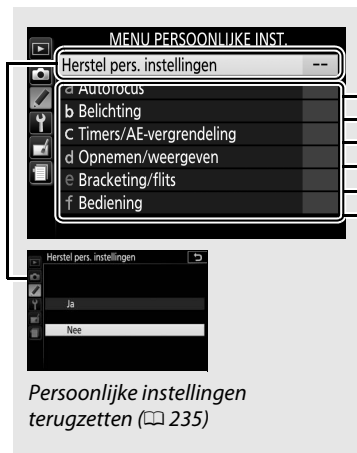 MENU PERSOONLIJKE INST.
Herstel pers. instellingen --
a Autofocus
b Belichting
c Timers/AE-vergrendeling
d Opnemen/weergeven
e Bracketing/flits
f Bediening
Herstel pers. instellingen
Ja
Nee
Persoonlijke instellingen
terugzetten (📖 235)